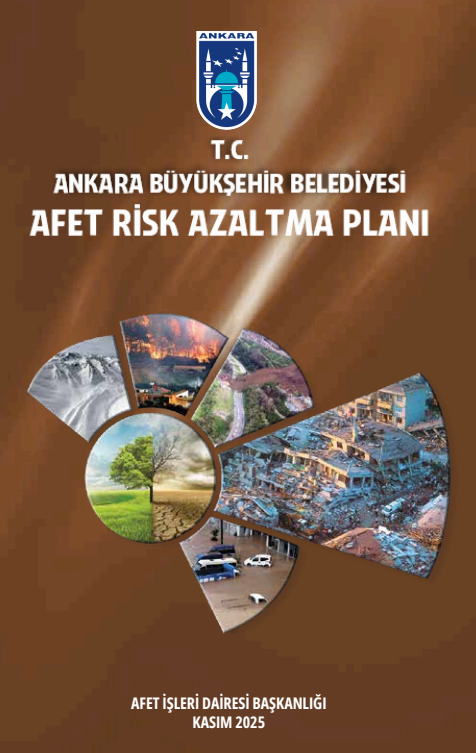 ANKARA
T.C.
ANKARA BÜYÜKŞEHİR BELEDİYESİ
AFET RİSK AZALTMA PLANI
AFET İŞLERİ DAİRESİ BAŞKANLIĞI
KASIM 2025